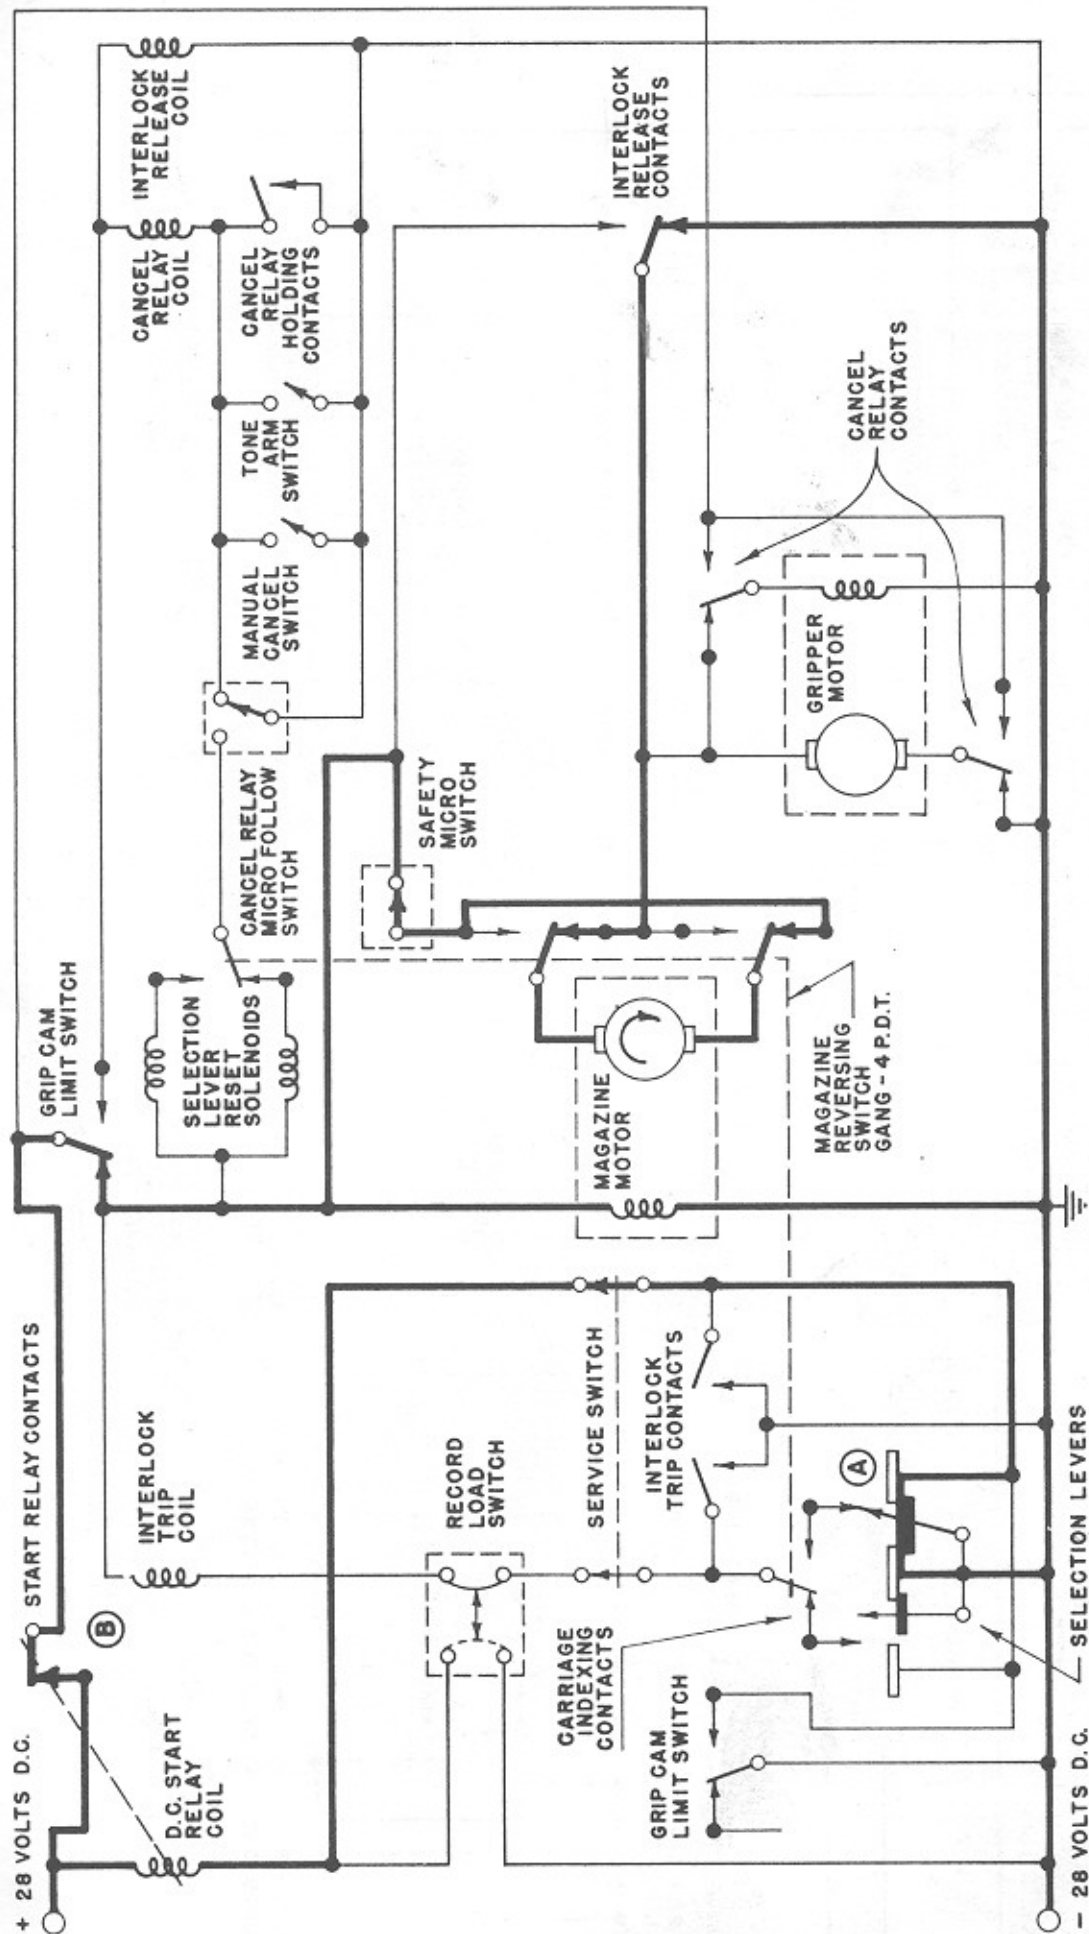 + 28 VOLTS D.C.
START RELAY CONTACTS
B
D.C. START
RELAY
COIL
INTERLOCK
TRIP
COIL
GRIP CAM
LIMIT SWITCH
SELECTION
LEVER
RESET
SOLENOIDS
CANCEL RELAY
MICRO FOLLOW
SWITCH
MANUAL
CANCEL
SWITCH
TONE
ARM
SWITCH
CANCEL
RELAY
HOLDING
CONTACTS
CANCEL
RELAY
COIL
INTERLOCK
RELEASE
COIL
RECORD
LOAD
SWITCH
SERVICE SWITCH
SAFETY
MICRO
SWITCH
INTERLOCK
RELEASE
CONTACTS
CARRIAGE
INDEXING
CONTACTS
INTERLOCK
TRIP CONTACTS
MAGAZINE
MOTOR
GRIP CAM
LIMIT SWITCH
A
MAGAZINE
REVERSING
SWITCH
GANG-4 P.D.T.
GRIPPER
MOTOR
CANCEL
RELAY
CONTACTS
- 28 VOLTS D.C.
SELECTION LEVERS